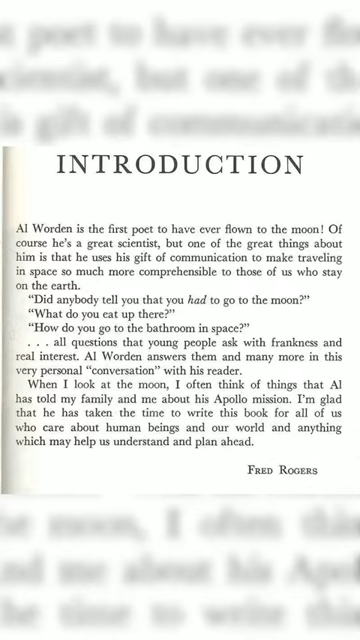 INTRODUCTION
Al Worden is the first poet to have ever flown to the moon! Of
course he's a great scientist, but one of the great things about
him is that he uses his gift of communication to make traveling
in space so much more comprehensible to those of us who stay
on the earth.
"Did anybody tell you that you had to go to the moon?"
"What do you eat up there?"
"How do you go to the bathroom in space?"
. . . all questions that young people ask with frankness and
real interest. Al Worden answers them and many more in this
very personal "conversation" with his reader.
When I look at the moon, I often think of things that Al
has told my family and me about his Apollo mission. I'm glad
that he has taken the time to write this book for all of us
who care about human beings and our world and anything
which may help us understand and plan ahead.
FRED ROGERS